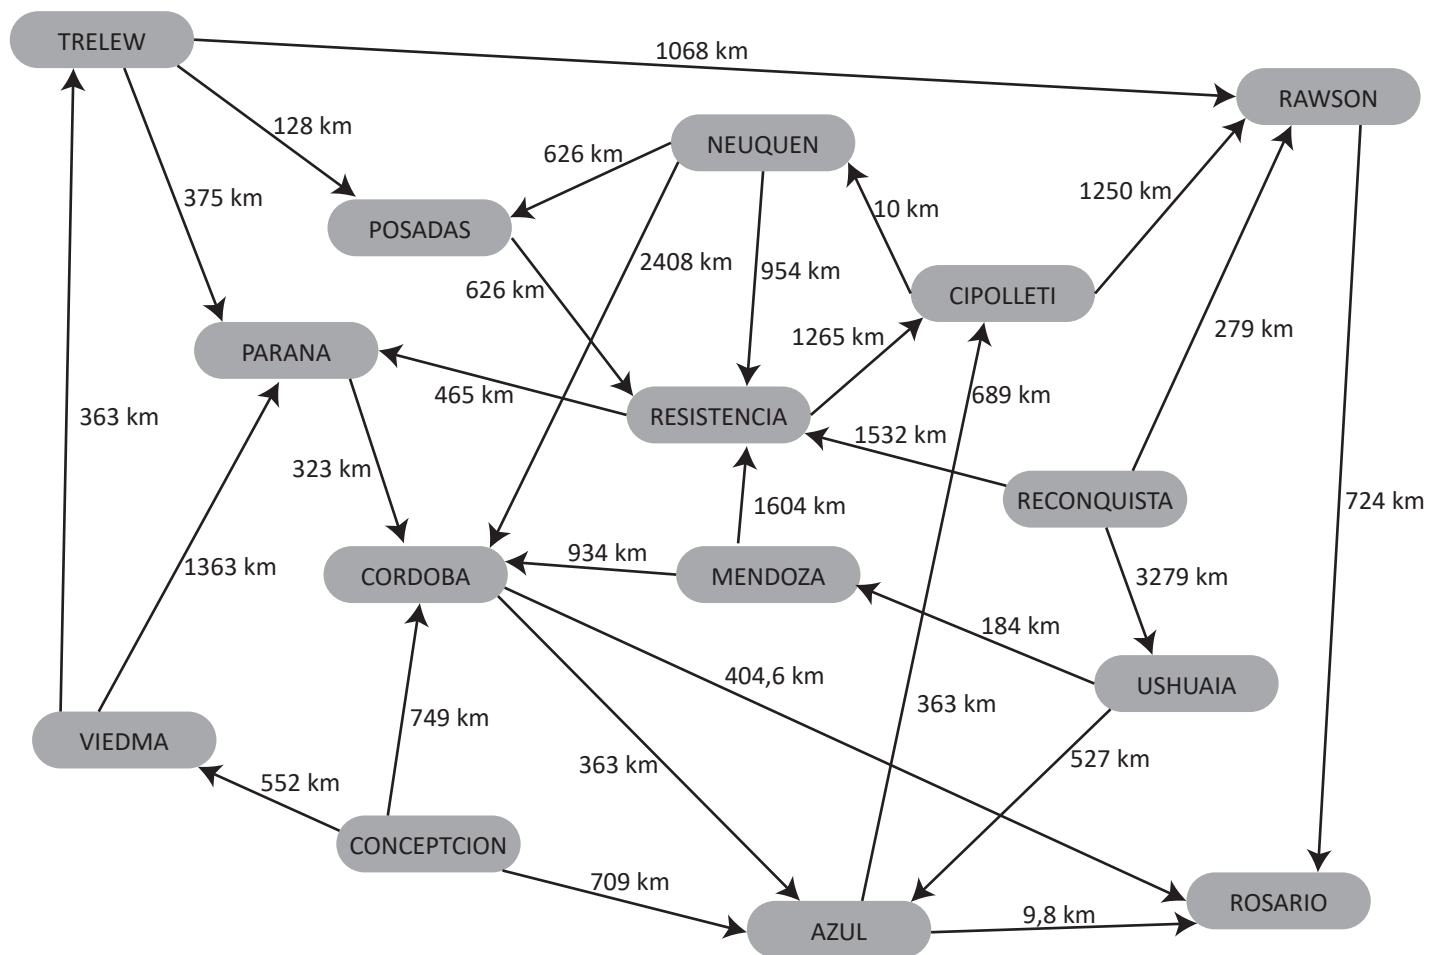 TRELEW
1068 km
RAWSON
128 km
NEUQUEN
626 km
375 km
1250 km
10 km
POSADAS
2408 km
954 km
626 km
CIPOLLETI
279 km
1265 km
PARANA
465 km
689 km
363 km
RESISTENCIA
1532 km
323 km
RECONQUISTA
724 km
1604 km
1363 km
934 km
CORDOBA
MENDOZA
3279 km
184 km
404,6 km
USHUAIA
363 km
749 km
VIEDMA
363 km
527 km
552 km
CONCEPTCION
709 km
ROSARIO
9,8 km
AZUL